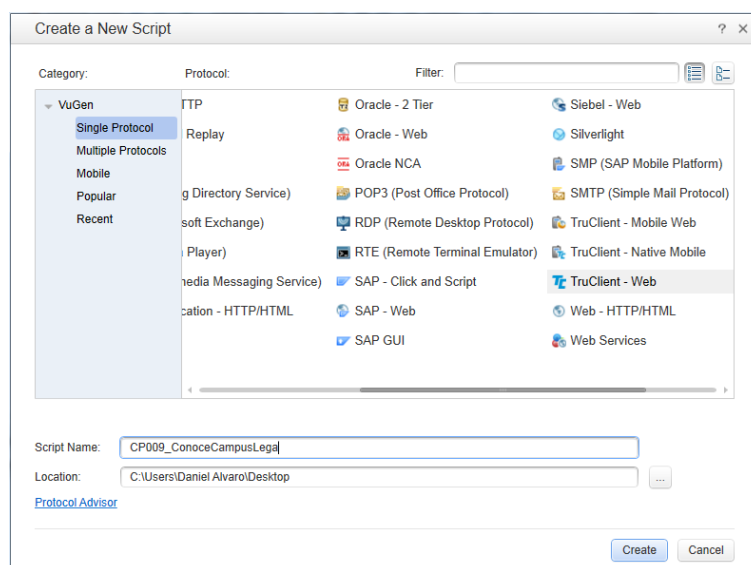 Create a New Script
Category: Protocol: Filter:
VuGen
Single Protocol
Multiple Protocols
Mobile
Popular
Recent
TTP
Replay
g Directory Service)
soft Exchange)
Player)
nedia Messaging Service)
cation - HTTP/HTML
Oracle - 2 Tier
Oracle - Web
ORA Oracle NCA
POP3 (Post Office Protocol)
RDP (Remote Desktop Protocol)
RTE (Remote Terminal Emulator)
SAP - Click and Script
SAP - Web
SAP GUI
Siebel - Web
Silverlight
SMP (SAP Mobile Platform)
SMTP (Simple Mail Protocol)
TruClient - Mobile Web
TruClient - Native Mobile
TC TruClient - Web
Web - HTTP/HTML
Web Services
Script Name: CP009_ConoceCampusLega
Location: C:\Users\Daniel Alvaro\Desktop ...
Protocol Advisor
Create Cancel